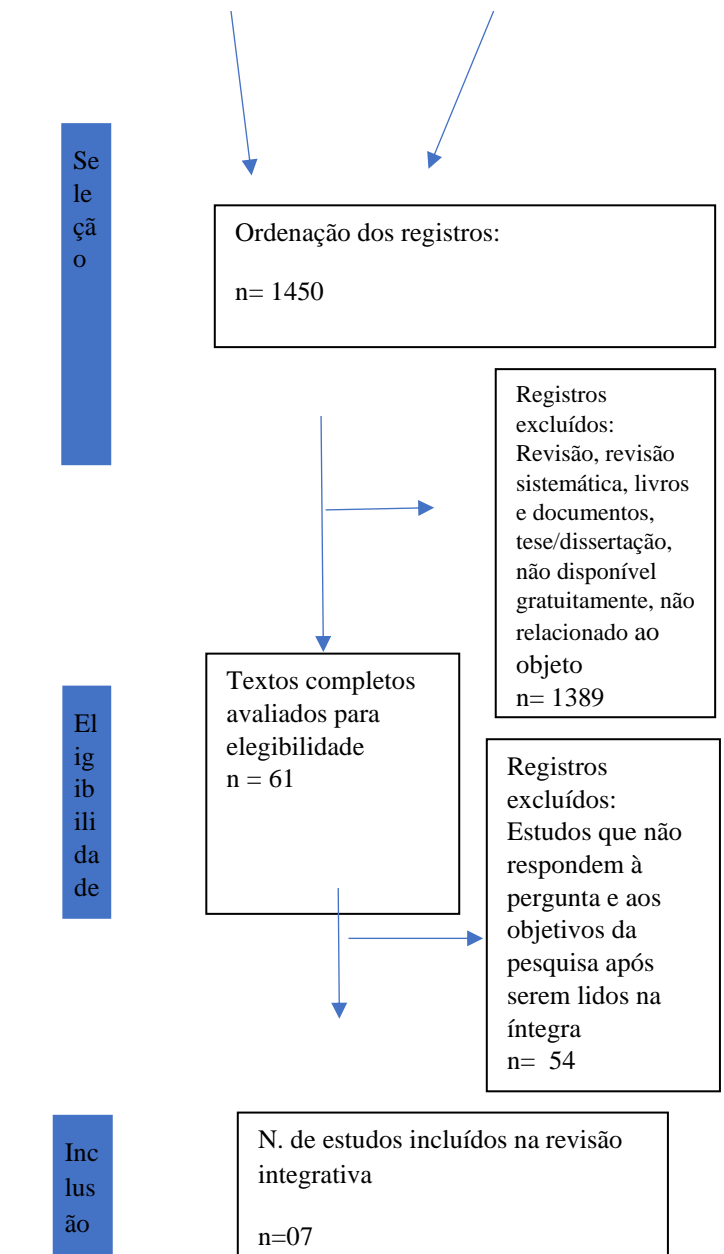 Se
le
çã
o
Ordenação dos registros:
n= 1450
Registros
excluídos:
Revisão, revisão
sistemática, livros
e documentos,
tese/dissertação,
não disponível
gratuitamente, não
relacionado ao
objeto
n= 1389
El
ig
ib
ili
da
de
Textos completos
avaliados para
elegibilidade
n = 61
Registros
excluídos:
Estudos que não
respondem à
pergunta e aos
objetivos da
pesquisa após
serem lidos na
íntegra
n=  54
Inc
lus
ão
N. de estudos incluídos na revisão
integrativa
n=07